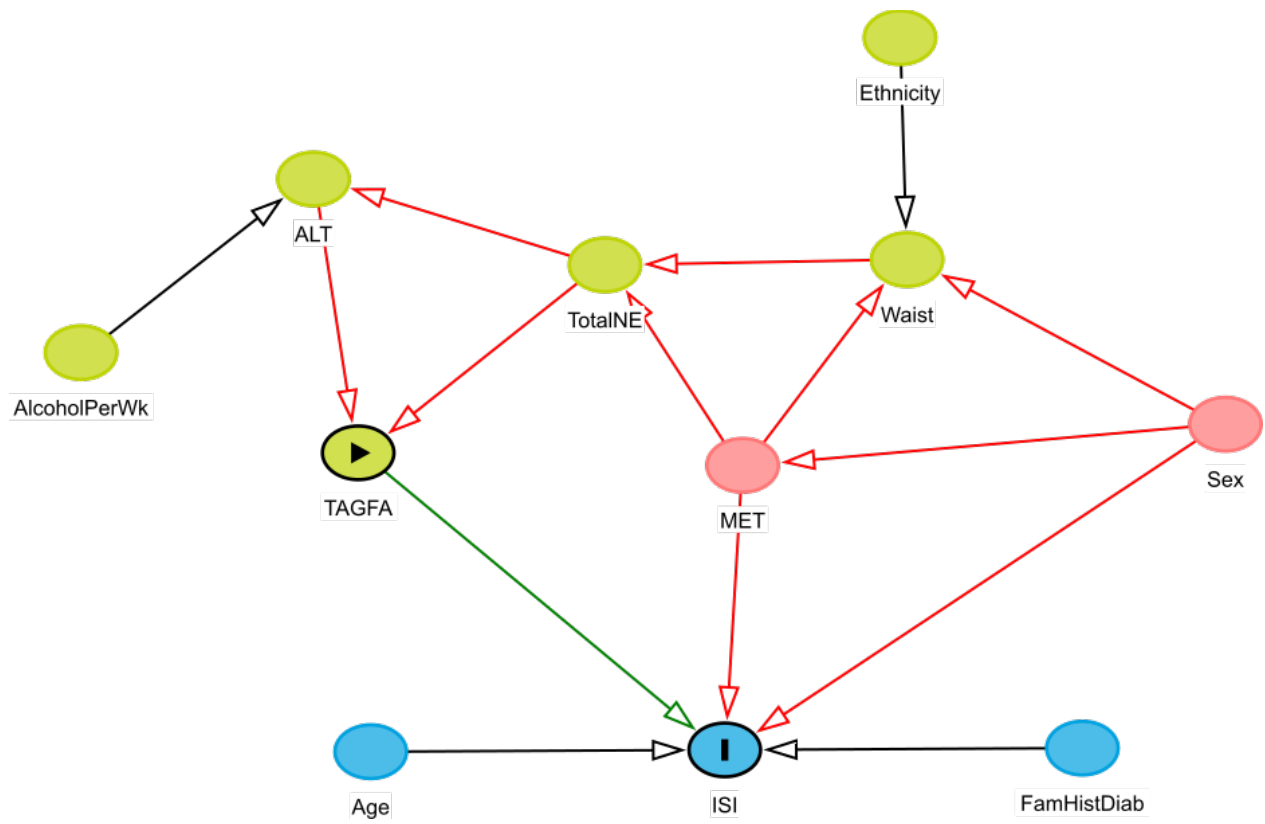 Ethnicity
ALT
TotalNE
Waist
AlcoholPerWk
TAGFA
MET
Sex
Age
ISI
FamHistDiab